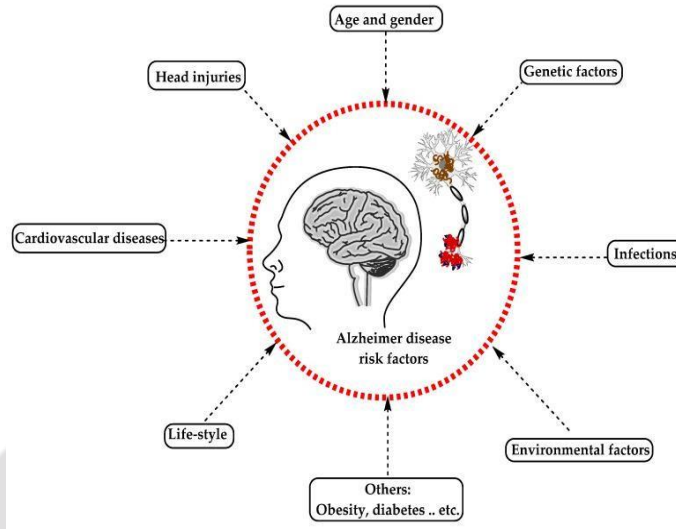 Age and gender
Head injuries
Genetic factors
Cardiovascular diseases
Infections
Alzheimer disease
risk factors
Life-style
Environmental factors
Others:
Obesity, diabetes .. etc.